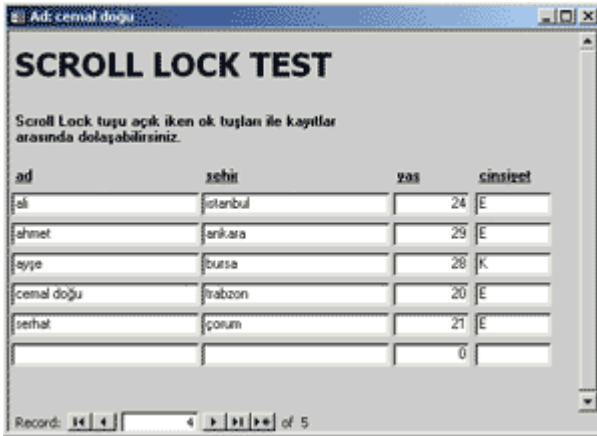 Ad: cemal doğu
SCROLL LOCK TEST
Scroll Lock tuşu açık iken ok tuşları ile kayıtlar
arasında dolaşabilirsiniz.
ad şehir yas cinsiyet
ali istanbul 24 E
ahmet ankara 29 E
ayşe bursa 28 K
cemal doğu trabzon 20 E
serhat çorum 21 E
0
Record: 4 of 5